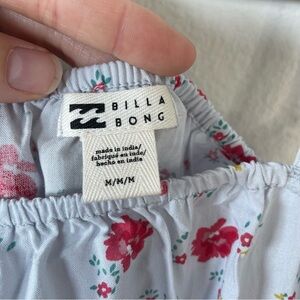 BILLA
BONG
made in india/
fabriqué en inde/
hecho en india
M/M/M